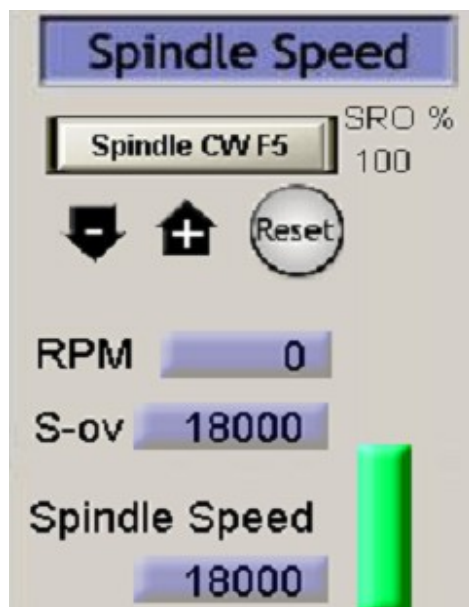 Spindle Speed
Spindle CW F5
SRO %
100
- + Reset
RPM 0
S-ov 18000
Spindle Speed
18000